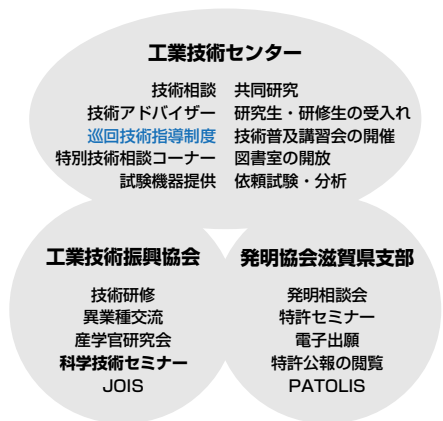 工業技術センター
技術相談 共同研究
技術アドバイザー 研究生・研修生の受入れ
巡回技術指導制度 技術普及講習会の開催
特別技術相談コーナー 図書室の開放
試験機器提供 依頼試験・分析
工業技術振興協会
技術研修
異業種交流
産学官研究会
科学技術セミナー
JOIS
発明協会滋賀県支部
発明相談会
特許セミナー
電子出願
特許公報の閲覧
PATOLIS